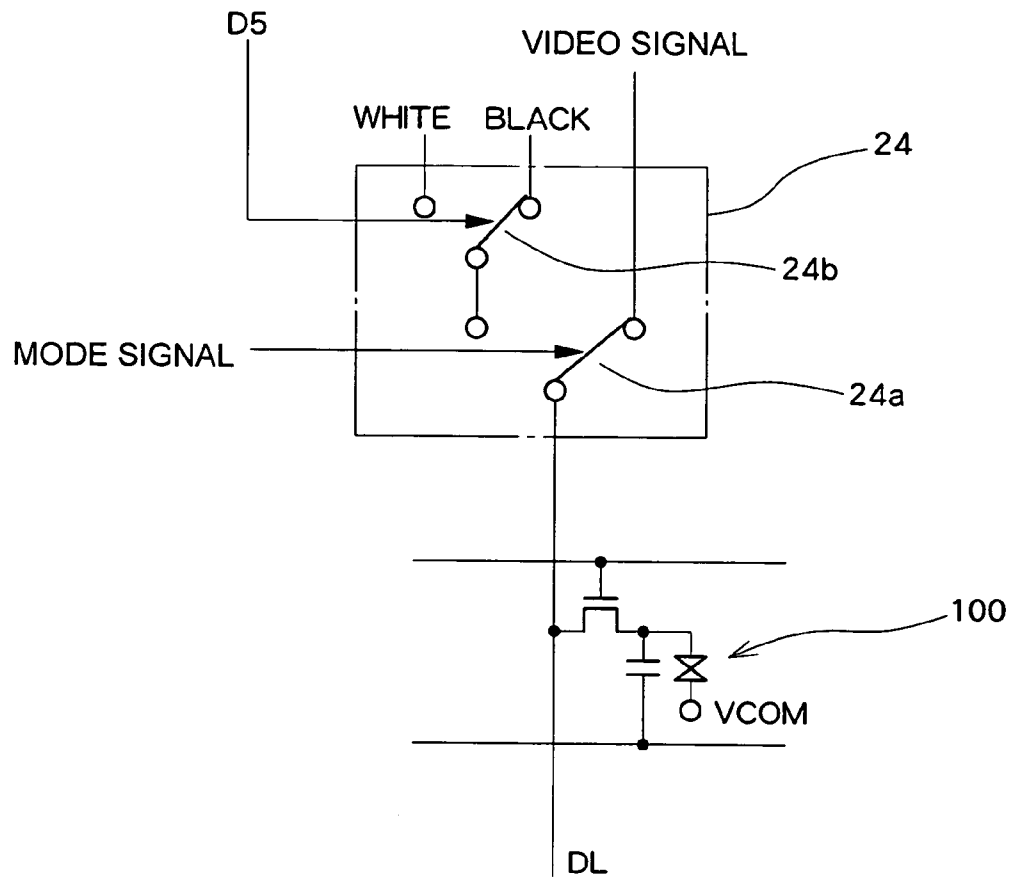 D5
VIDEO SIGNAL
WHITE BLACK
24
24b
MODE SIGNAL
24a
100
VCOM
DL